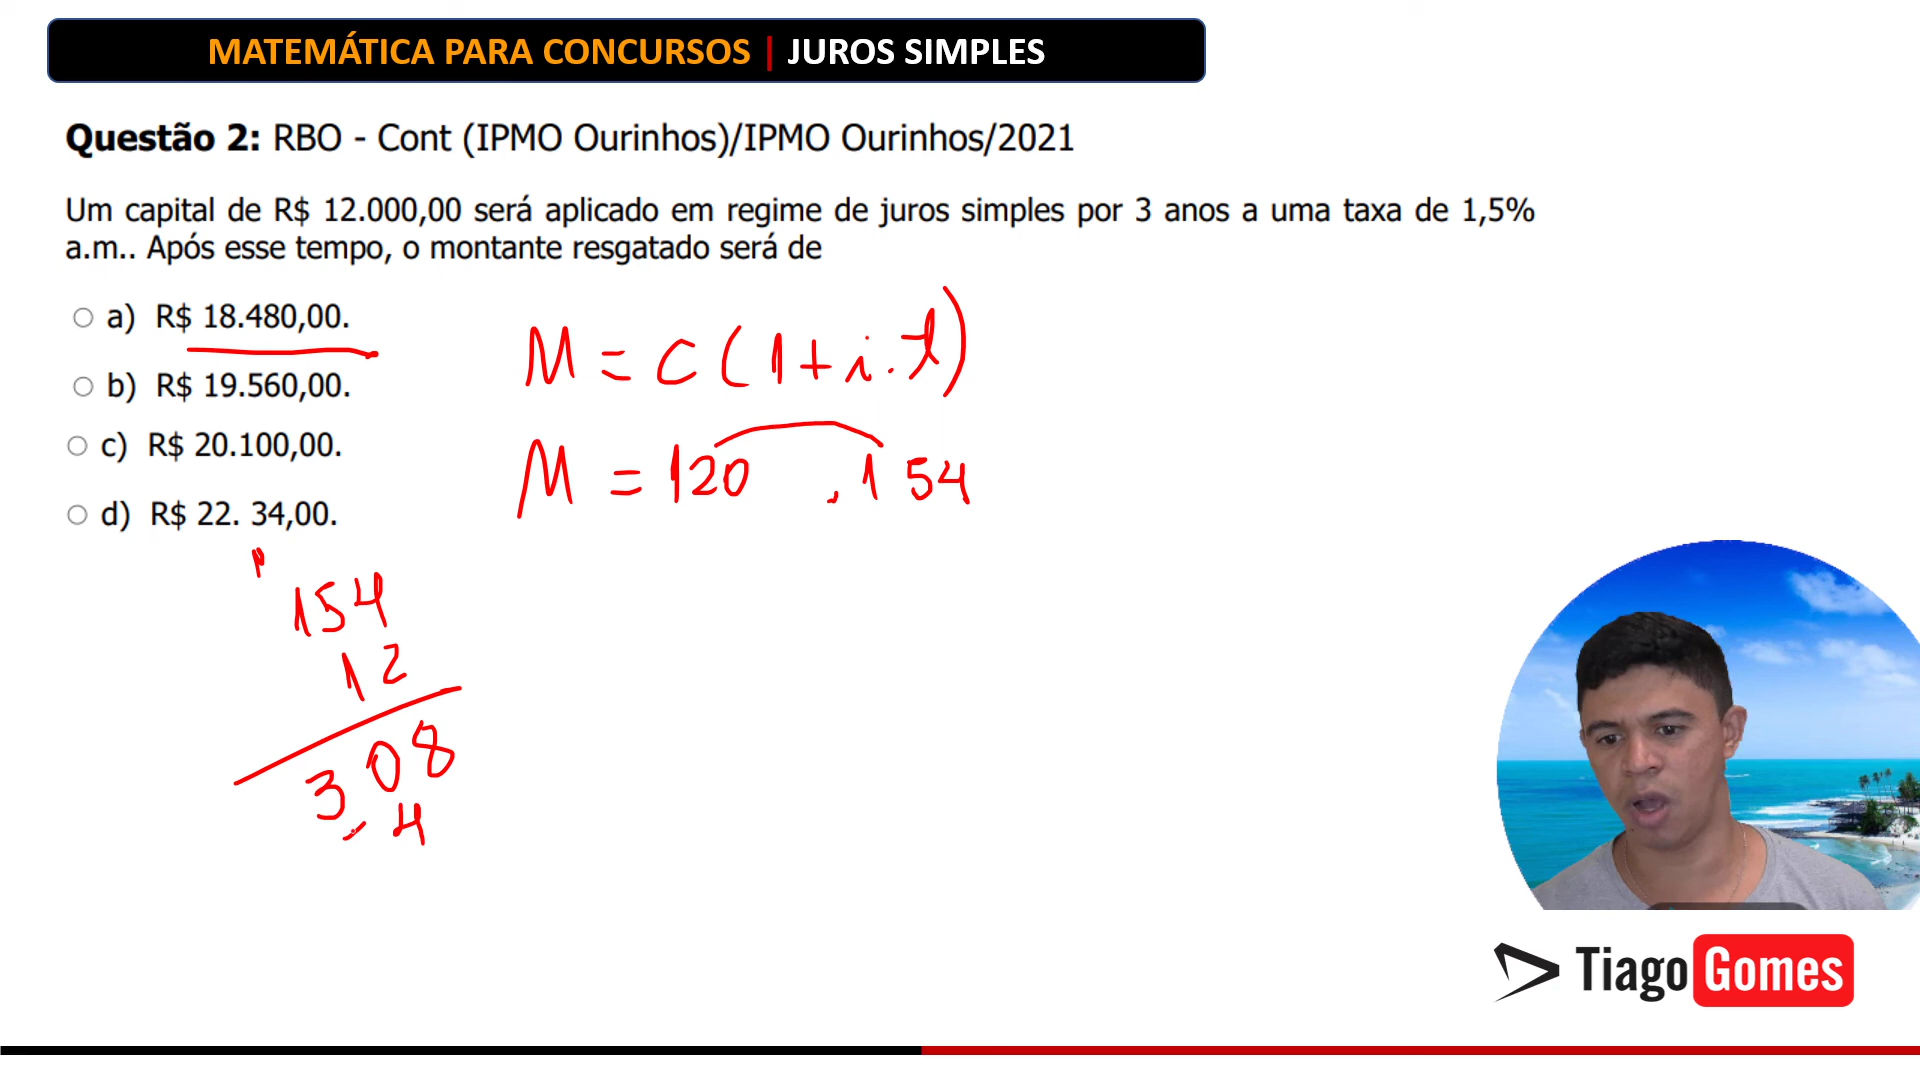 MATEMÁTICA PARA CONCURSOS | JUROS SIMPLES
Questão 2: RBO - Cont (IPMO Ourinhos)/IPMO Ourinhos/2021
Um capital de R$ 12.000,00 será aplicado em regime de juros simples por 3 anos a uma taxa de 1,5%
a.m.. Após esse tempo, o montante resgatado será de
a) R$ 18.480,00.
b) R$ 19.560,00.
c) R$ 20.100,00.
d) R$ 22. 34,00.
M = C (1 + i . t)
M = 120 . 154
154
12
308
4
Tiago Gomes